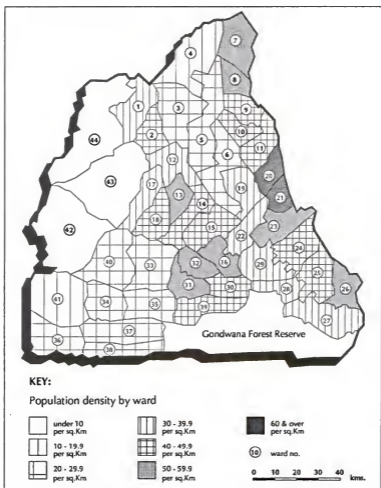 4
7
8
1
3
9
2
10
44
5
11
12
6
43
20
17
13
19
21
14
18
42
15
22
23
24
40
33
32
16
29
25
31
30
28
26
41
34
35
39
27
37
36
38
Gondwana Forest Reserve
KEY:
Population density by ward
under 10
per sq.Km
10 - 19.9
per sq.Km
20 - 29.9
per sq.Km
30 - 39.9
per sq.Km
40 - 49.9
per sq.Km
50 - 59.9
per sq.Km
60 & over
per sq.Km
10 ward no.
0 10 20 30 40
kms.